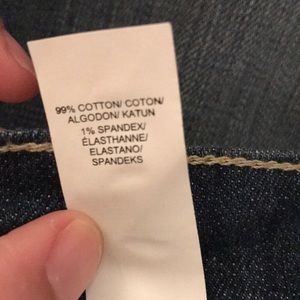 99% COTTON/ COTON/
ALGODON/ KATUN
1% SPANDEX/
ÉLASTHANNE/
ELASTANO/
SPANDEKS